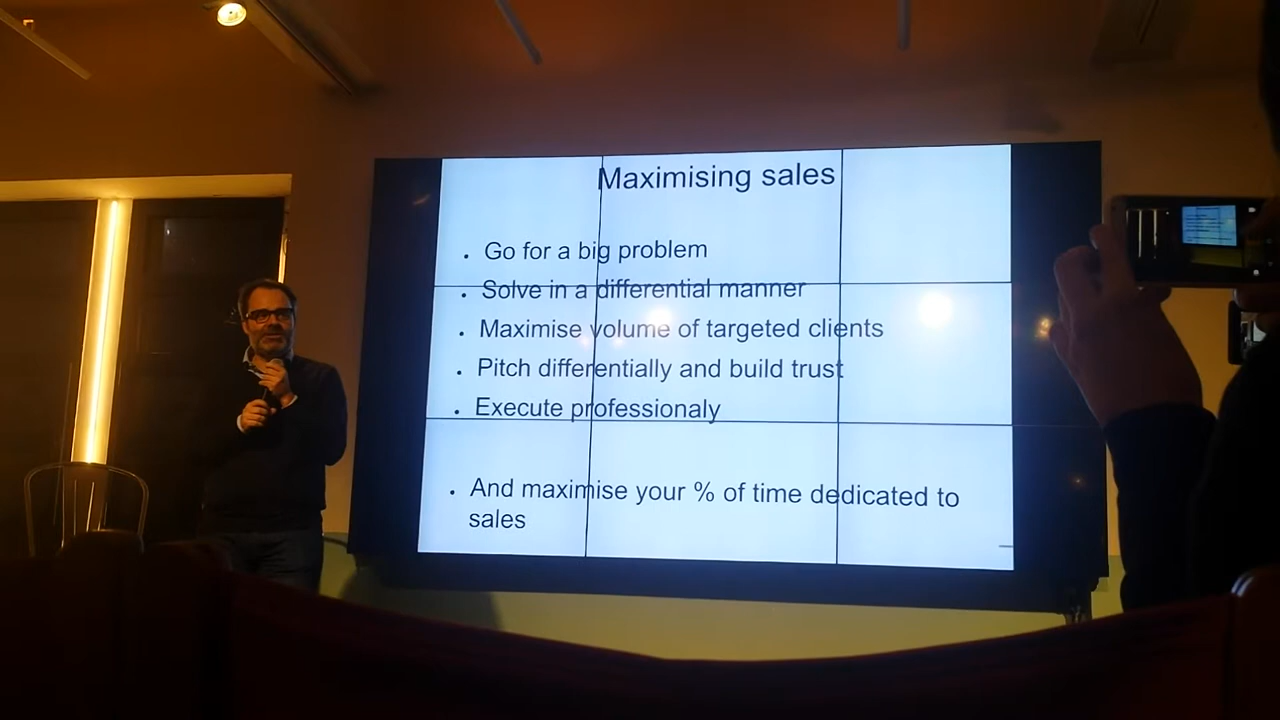 Maximising sales
• Go for a big problem
• Solve in a differential manner
• Maximise volume of targeted clients
• Pitch differentially and build trust
• Execute professionaly
• And maximise your % of time dedicated to
sales